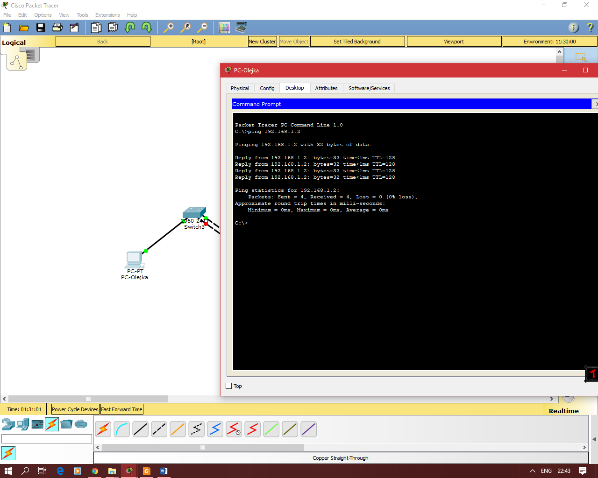 Cisco Packet Tracer
File Edit Options View Tools Extensions Help
Logical Back [Root] New Cluster Move Object Set Tiled Background Viewport Environment: 11:30:00
PC-Olejka
Physical Config Desktop Attributes Software/Services
Command Prompt X
Packet Tracer PC Command Line 1.0
C:\>ping 192.168.1.2
Pinging 192.168.1.2 with 32 bytes of data:
Reply from 192.168.1.2: bytes=32 time<1ms TTL=128
Reply from 192.168.1.2: bytes=32 time<1ms TTL=128
Reply from 192.168.1.2: bytes=32 time<1ms TTL=128
Reply from 192.168.1.2: bytes=32 time<1ms TTL=128
Ping statistics for 192.168.1.2:
Packets: Sent = 4, Received = 4, Lost = 0 (0% loss),
Approximate round trip times in milli-seconds:
Minimum = 0ms, Maximum = 0ms, Average = 0ms
C:\>
PC-PT
PC-Olejka
1
Top
Power Cycle Devices Fast Forward Time
Realtime
Copper Straight-Through
ENG 22:43